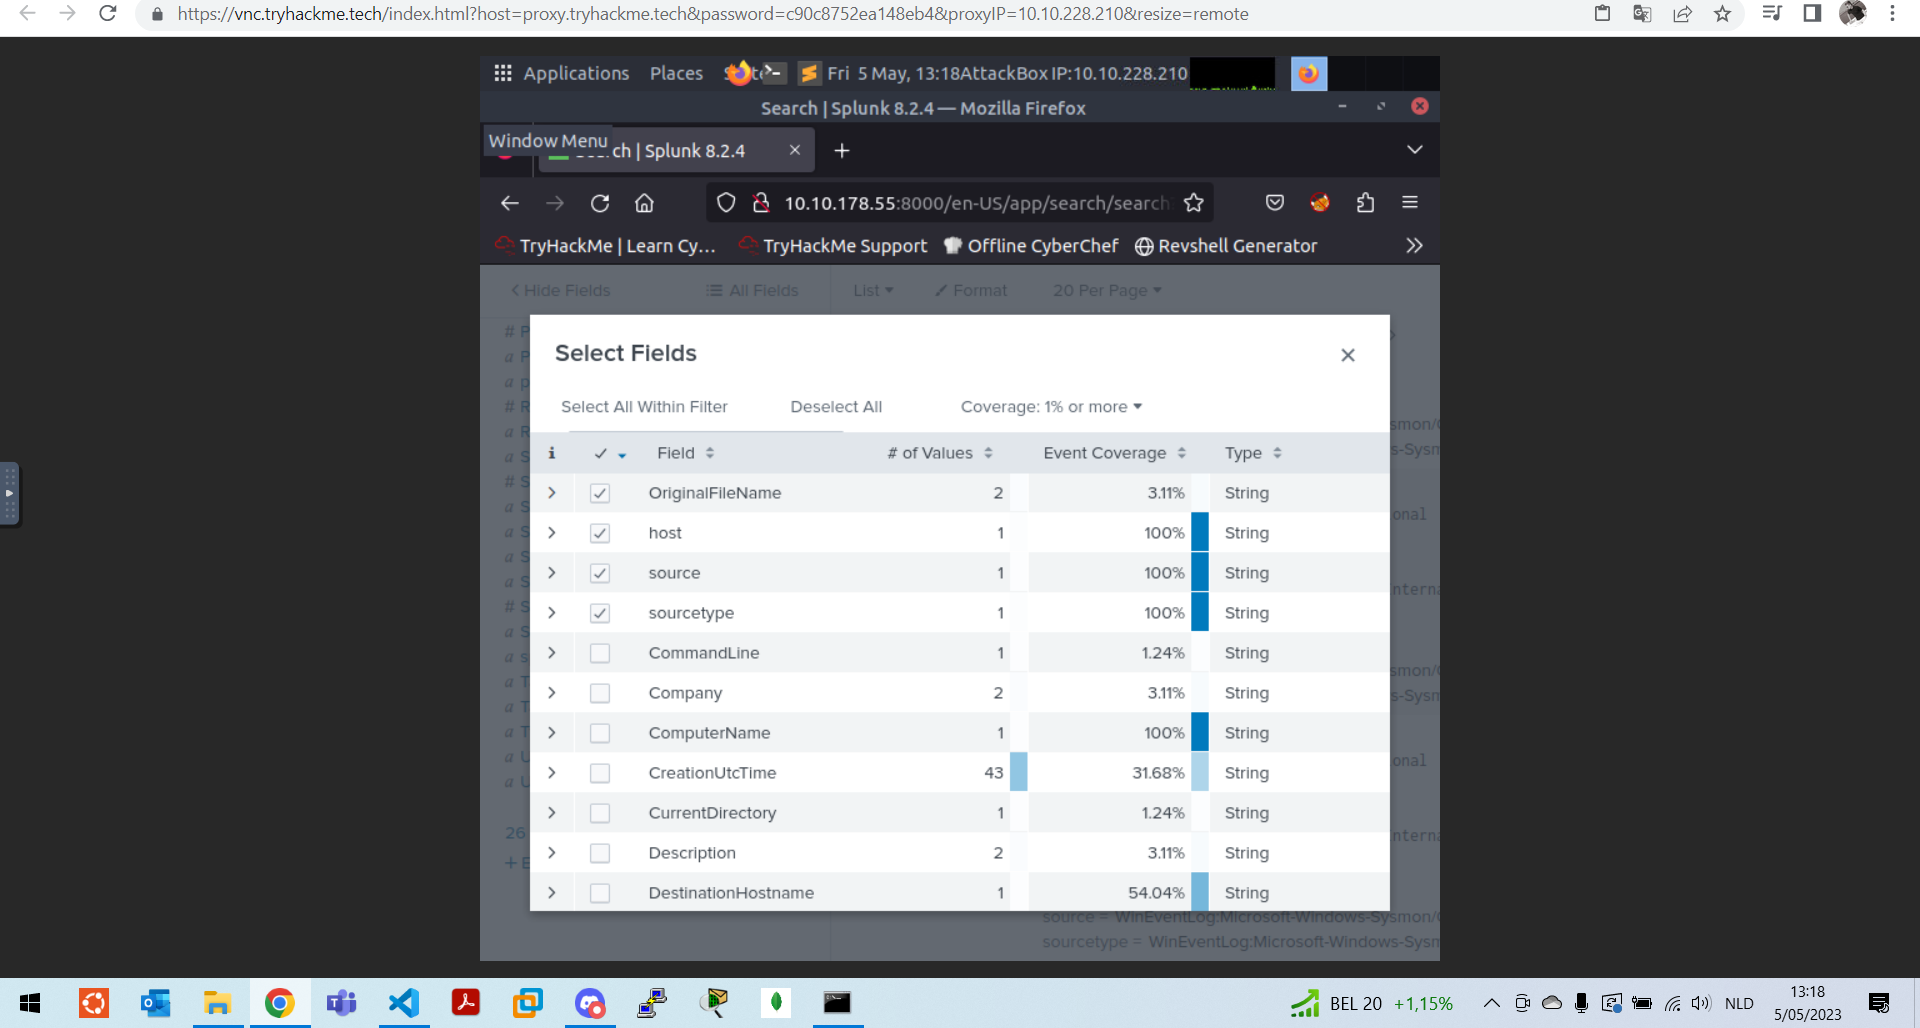 https://vnc.tryhackme.tech/index.html?host=proxy.tryhackme.tech&password=c90c8752ea148eb4&proxyIP=10.10.228.210&resize=remote
Applications Places Fri 5 May, 13:18 AttackBox IP:10.10.228.210
Search | Splunk 8.2.4 — Mozilla Firefox
Window Menu
ch | Splunk 8.2.4
10.10.178.55:8000/en-US/app/search/search
TryHackMe | Learn Cy... TryHackMe Support Offline CyberChef Revshell Generator
Hide Fields All Fields List Format 20 Per Page
Select Fields
Select All Within Filter Deselect All Coverage: 1% or more
i Field # of Values Event Coverage Type
OriginalFileName 2 3.11% String
host 1 100% String
source 1 100% String
sourcetype 1 100% String
CommandLine 1 1.24% String
Company 2 3.11% String
ComputerName 1 100% String
CreationUtcTime 43 31.68% String
CurrentDirectory 1 1.24% String
Description 2 3.11% String
DestinationHostname 1 54.04% String
source = WinEventLog:Microsoft-Windows-Sysmon/
sourcetype = WinEventLog:Microsoft-Windows-Sysm
BEL 20 +1,15% NLD 13:18
5/05/2023